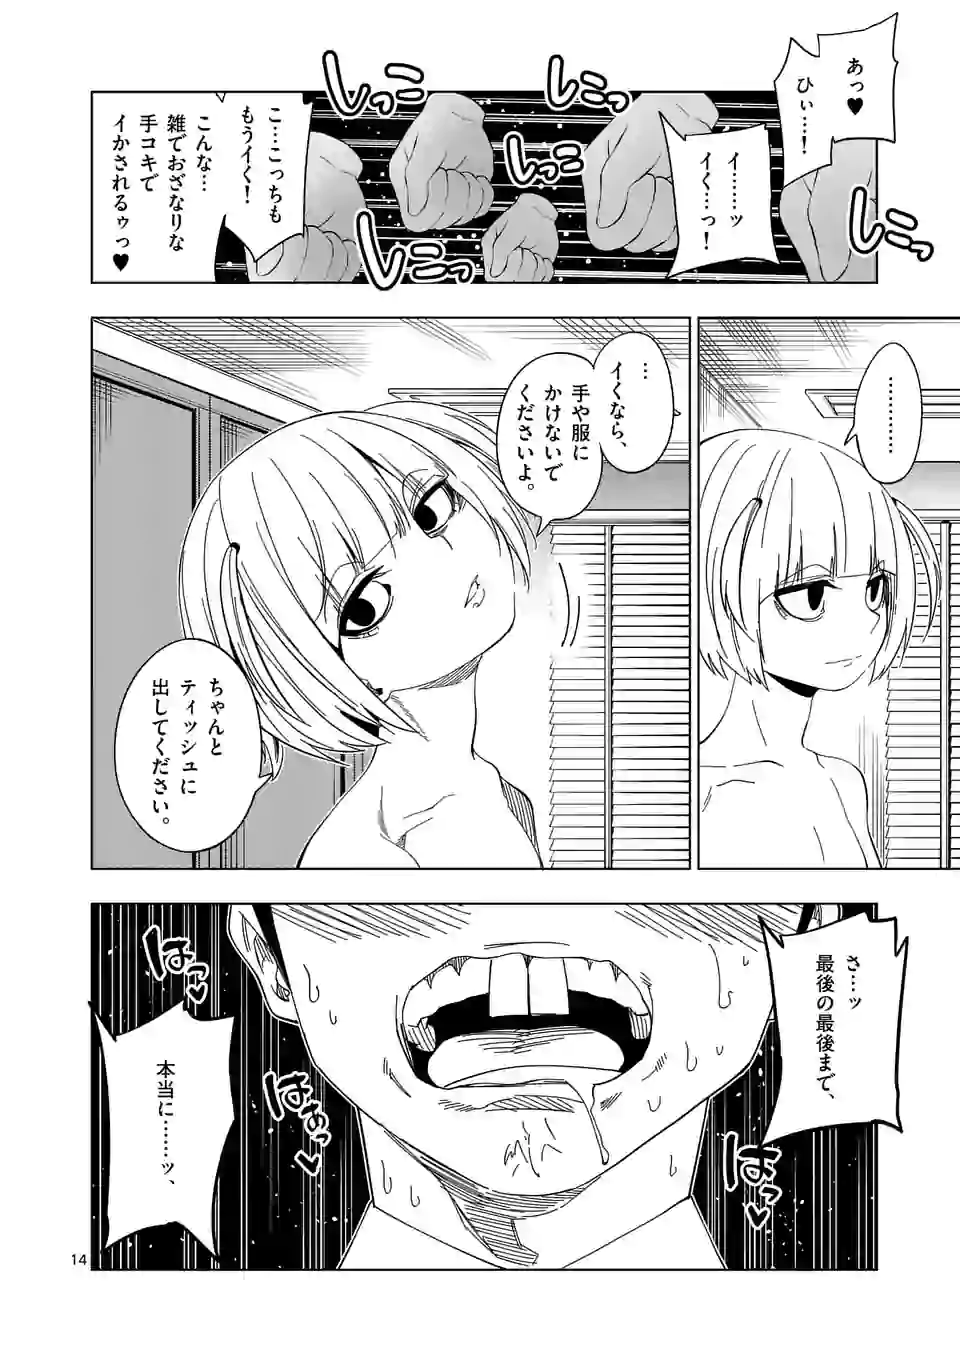 あっ♥
ひぃ…！
しっこ
イ……ッ
イく…っ！
しこっ
しっこ
しこっ
しこっ
こ…こっちも
もうイく！
こんな…
雑でおざなりな
手コキで
イかされるゥっ♥
…………
…
イくなら、
手や服に
かけないで
くださいよ。
ちゃんと
ティッシュに
出してください。
さ…ッ
最後の最後まで、
はっ♡
はぁっ♡
はっ♡
本当に……ッ、
14